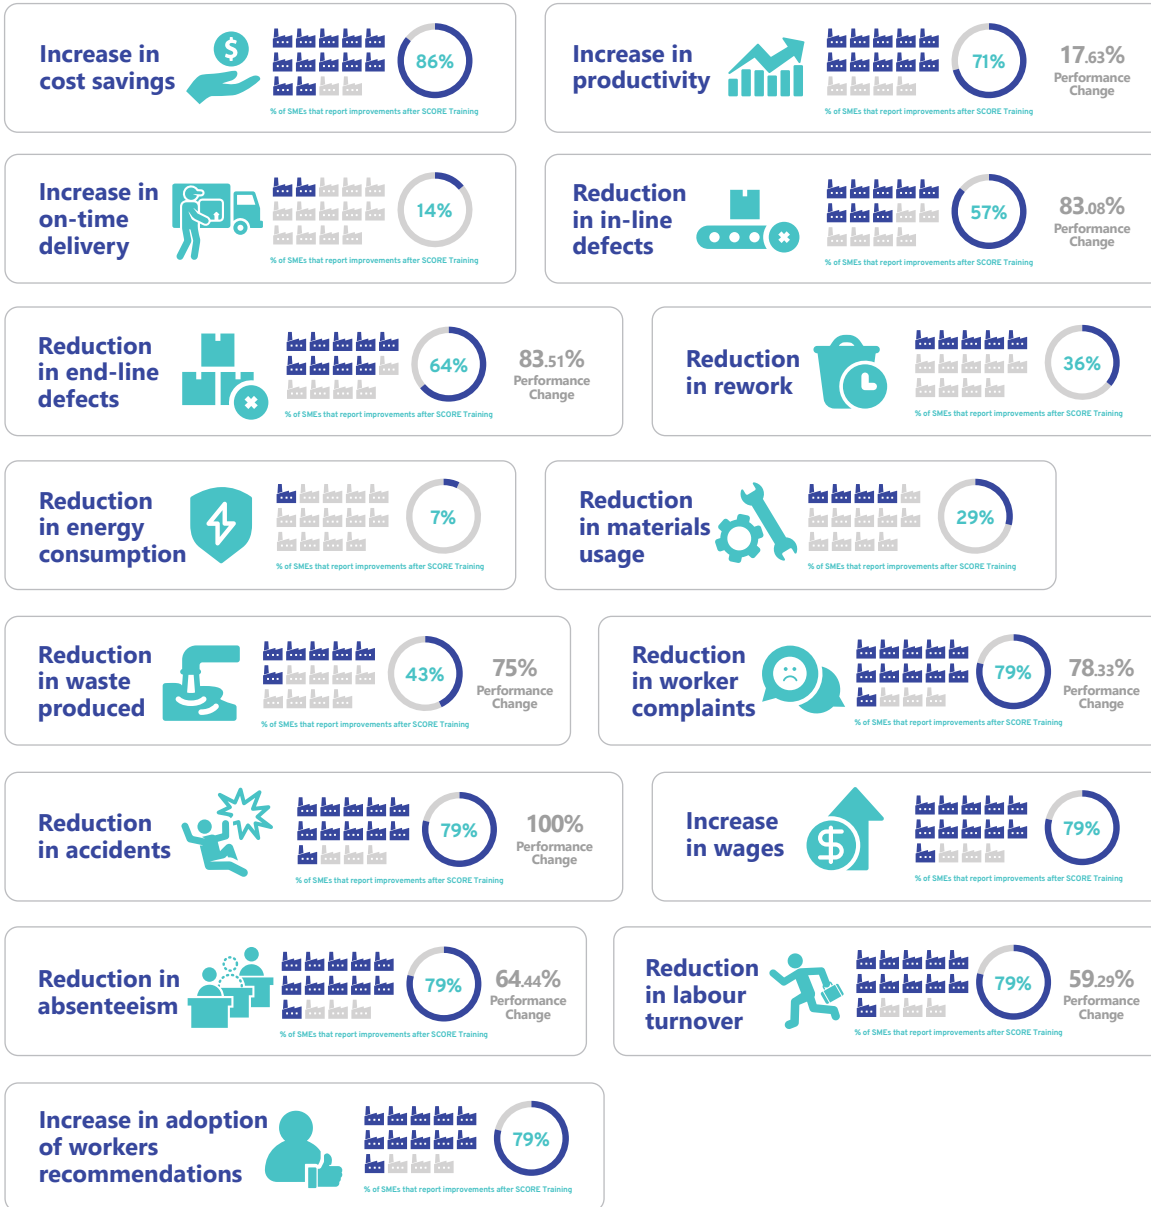 Increase in
cost savings
$
86%
% of SMEs that report improvements after SCORE Training
Increase in
productivity
71%
17.63%
Performance
Change
% of SMEs that report improvements after SCORE Training
Increase in
on-time
delivery
14%
% of SMEs that report improvements after SCORE Training
Reduction
in in-line
defects
57%
83.08%
Performance
Change
% of SMEs that report improvements after SCORE Training
Reduction
in end-line
defects
64%
83.51%
Performance
Change
% of SMEs that report improvements after SCORE Training
Reduction
in rework
36%
% of SMEs that report improvements after SCORE Training
Reduction
in energy
consumption
7%
% of SMEs that report improvements after SCORE Training
Reduction
in materials
usage
29%
% of SMEs that report improvements after SCORE Training
Reduction
in waste
produced
43%
75%
Performance
Change
% of SMEs that report improvements after SCORE Training
Reduction
in worker
complaints
79%
78.33%
Performance
Change
% of SMEs that report improvements after SCORE Training
Reduction
in accidents
79%
100%
Performance
Change
% of SMEs that report improvements after SCORE Training
Increase
in wages
$
79%
% of SMEs that report improvements after SCORE Training
Reduction in
absenteeism
79%
64.44%
Performance
Change
% of SMEs that report improvements after SCORE Training
Reduction
in labour
turnover
79%
59.29%
Performance
Change
% of SMEs that report improvements after SCORE Training
Increase in adoption
of workers
recommendations
79%
% of SMEs that report improvements after SCORE Training